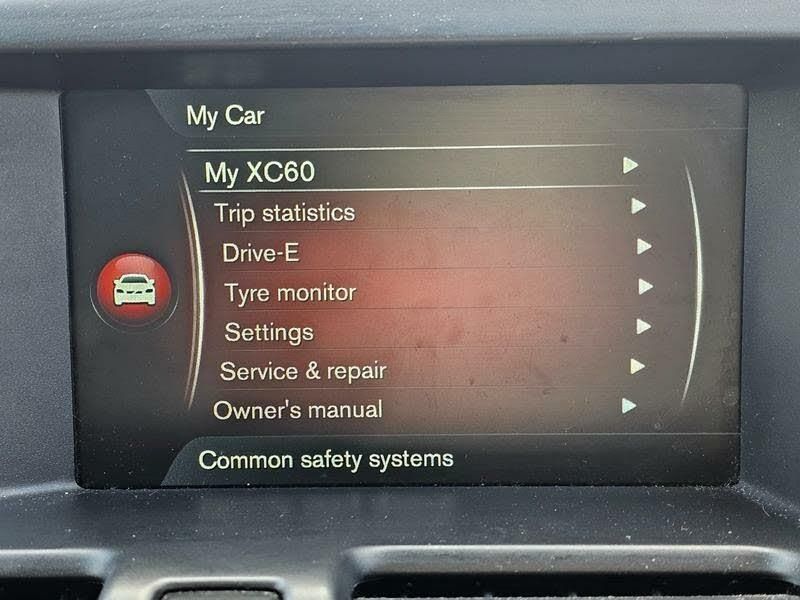 My Car
My XC60
Trip statistics
Drive-E
Tyre monitor
Settings
Service & repair
Owner's manual
Common safety systems